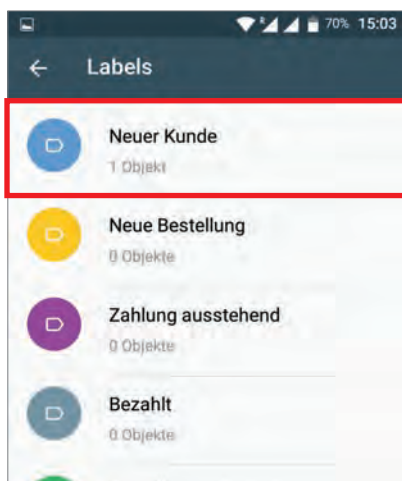 70% 15:03
Labels
Neuer Kunde
1 Objekt
Neue Bestellung
0 Objekte
Zahlung ausstehend
0 Objekte
Bezahlt
0 Objekte